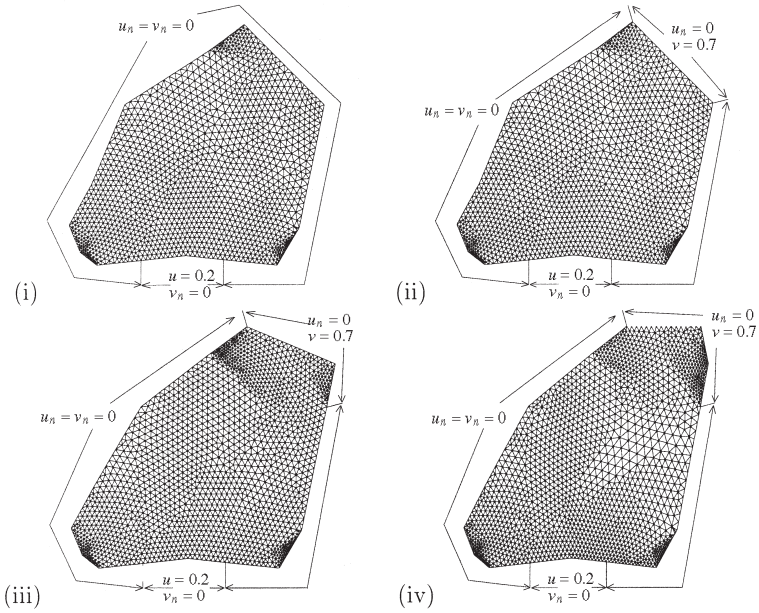 uₙ = vₙ = 0
u = 0.2
vₙ = 0
(i)
uₙ = 0
v = 0.7
uₙ = vₙ = 0
u = 0.2
vₙ = 0
(ii)
uₙ = 0
v = 0.7
uₙ = vₙ = 0
u = 0.2
vₙ = 0
(iii)
uₙ = 0
v = 0.7
uₙ = vₙ = 0
u = 0.2
vₙ = 0
(iv)